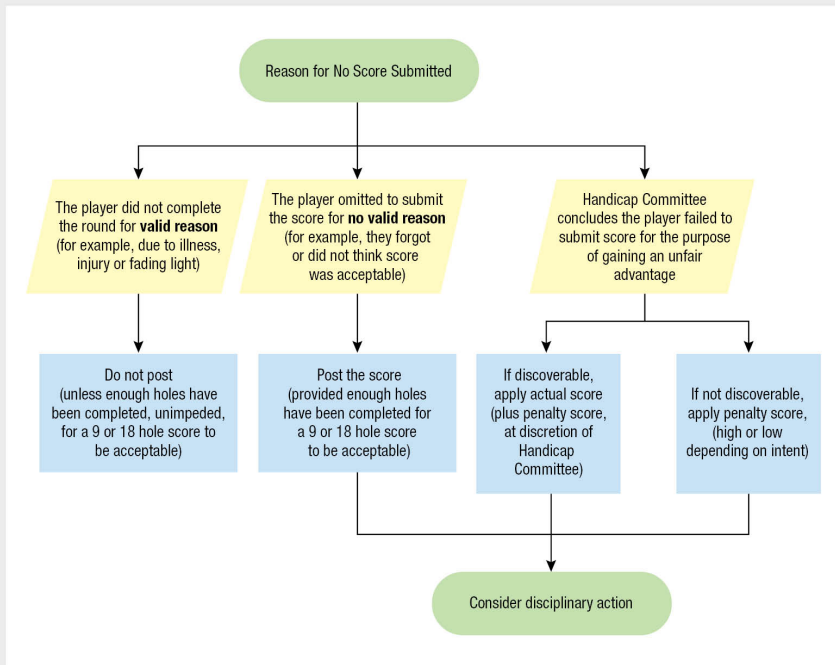 Reason for No Score Submitted
The player did not complete
the round for valid reason
(for example, due to illness,
injury or fading light)
The player omitted to submit
the score for no valid reason
(for example, they forgot
or did not think score
was acceptable)
Handicap Committee
concludes the player failed to
submit score for the purpose
of gaining an unfair
advantage
Do not post
(unless enough holes have
been completed, unimpeded,
for a 9 or 18 hole score to
be acceptable)
Post the score
(provided enough holes
have been completed for
a 9 or 18 hole score
to be acceptable)
If discoverable,
apply actual score
(plus penalty score,
at discretion of
Handicap
Committee)
If not discoverable,
apply penalty score,
(high or low
depending on intent)
Consider disciplinary action